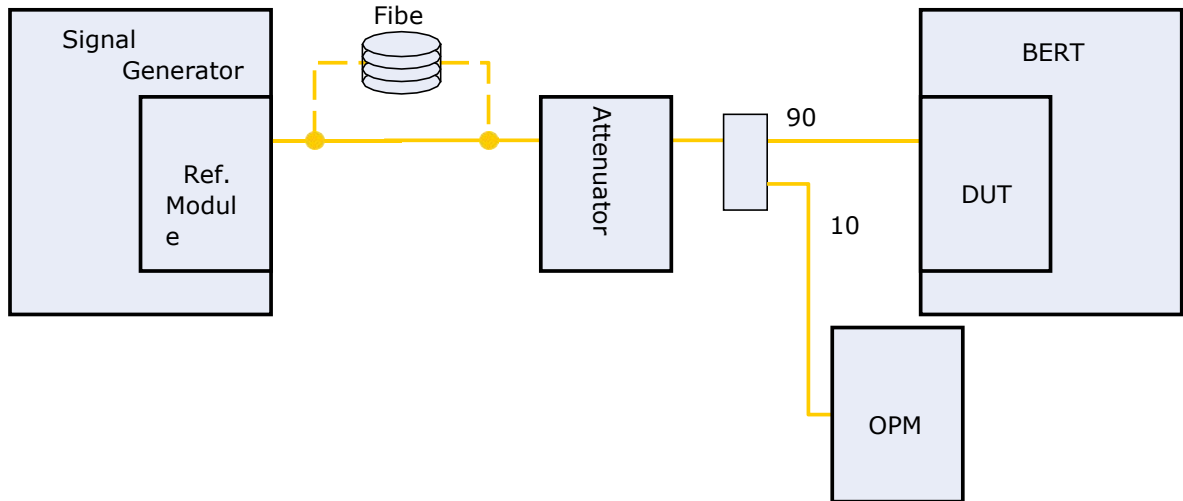 Signal
Generator
Ref.
Modul
e
Fibe
Attenuator
90
10
BERT
DUT
OPM